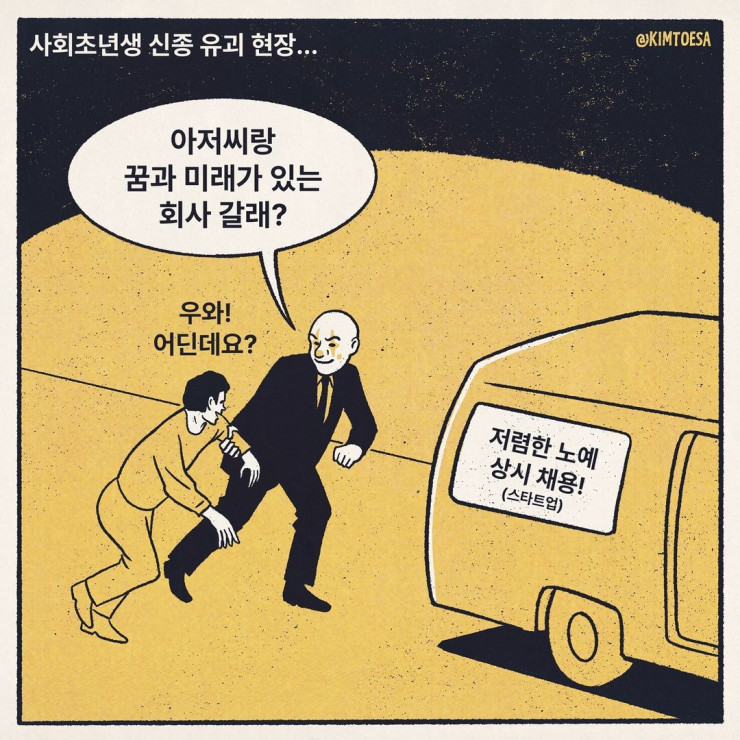 사회초년생 신종 유괴 현장...
@KIMTOESA
아저씨랑
꿈과 미래가 있는
회사 갈래?
우와!
어딘데요?
저렴한 노예
상시 채용!
(스타트업)